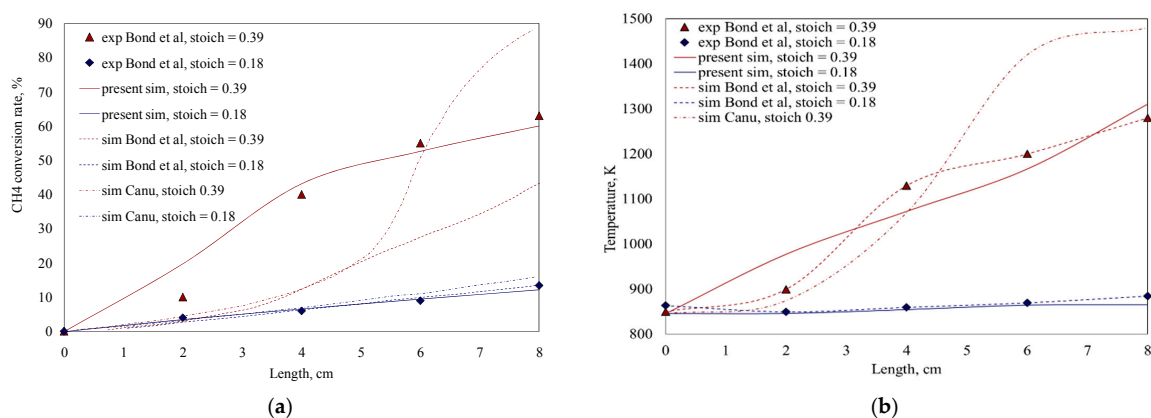 90
80
70
60
50
40
30
20
10
0
CH4 conversion rate, %
exp Bond et al, stoich = 0.39
exp Bond et al, stoich = 0.18
present sim, stoich = 0.39
present sim, stoich = 0.18
sim Bond et al, stoich = 0.39
sim Bond et al, stoich = 0.18
sim Canu, stoich 0.39
sim Canu, stoich = 0.18
0 1 2 3 4 5 6 7 8
Length, cm
(a)
1500
1400
1300
1200
1100
1000
900
800
Temperature, K
exp Bond et al, stoich = 0.39
exp Bond et al, stoich = 0.18
present sim, stoich = 0.39
present sim, stoich = 0.18
sim Bond et al, stoich = 0.39
sim Bond et al, stoich = 0.18
sim Canu, stoich 0.39
0 1 2 3 4 5 6 7 8
Length, cm
(b)